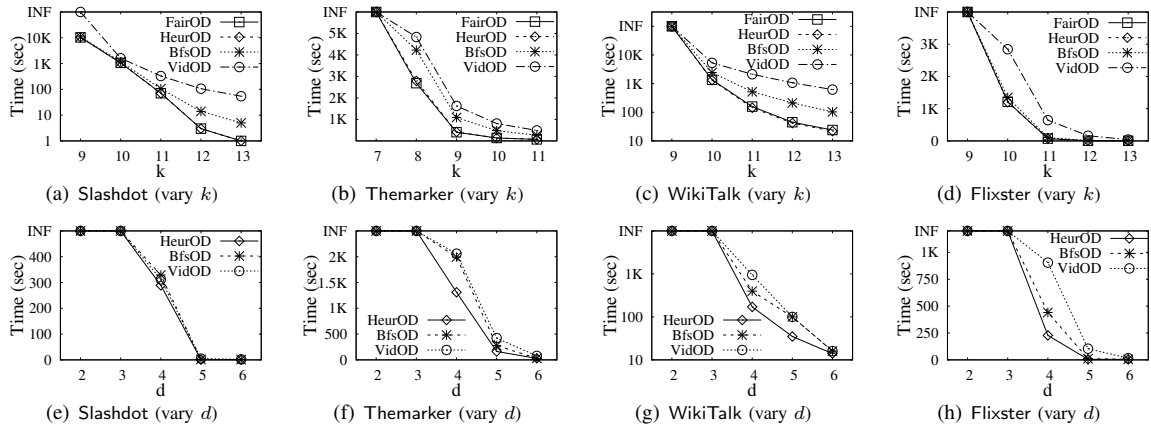 INF
10K
1K
100
10
1
Time (sec)
9 10 11 12 13
k
FairOD
HeurOD
BfsOD
VidOD
(a) Slashdot (vary k)
INF
5K
4K
3K
2K
1K
Time (sec)
7 8 9 10 11
k
FairOD
HeurOD
BfsOD
VidOD
(b) Themarker (vary k)
INF
10K
1K
100
10
Time (sec)
9 10 11 12 13
k
FairOD
HeurOD
BfsOD
VidOD
(c) WikiTalk (vary k)
INF
3K
2K
1K
0
Time (sec)
9 10 11 12 13
k
FairOD
HeurOD
BfsOD
VidOD
(d) Flixster (vary k)
INF
400
300
200
100
0
Time (sec)
2 3 4 5 6
d
HeurOD
BfsOD
VidOD
(e) Slashdot (vary d)
INF
2K
1K
500
0
Time (sec)
2 3 4 5 6
d
HeurOD
BfsOD
VidOD
(f) Themarker (vary d)
INF
1K
100
10
Time (sec)
2 3 4 5 6
d
HeurOD
BfsOD
VidOD
(g) WikiTalk (vary d)
INF
1K
750
500
250
0
Time (sec)
2 3 4 5 6
d
HeurOD
BfsOD
VidOD
(h) Flixster (vary d)